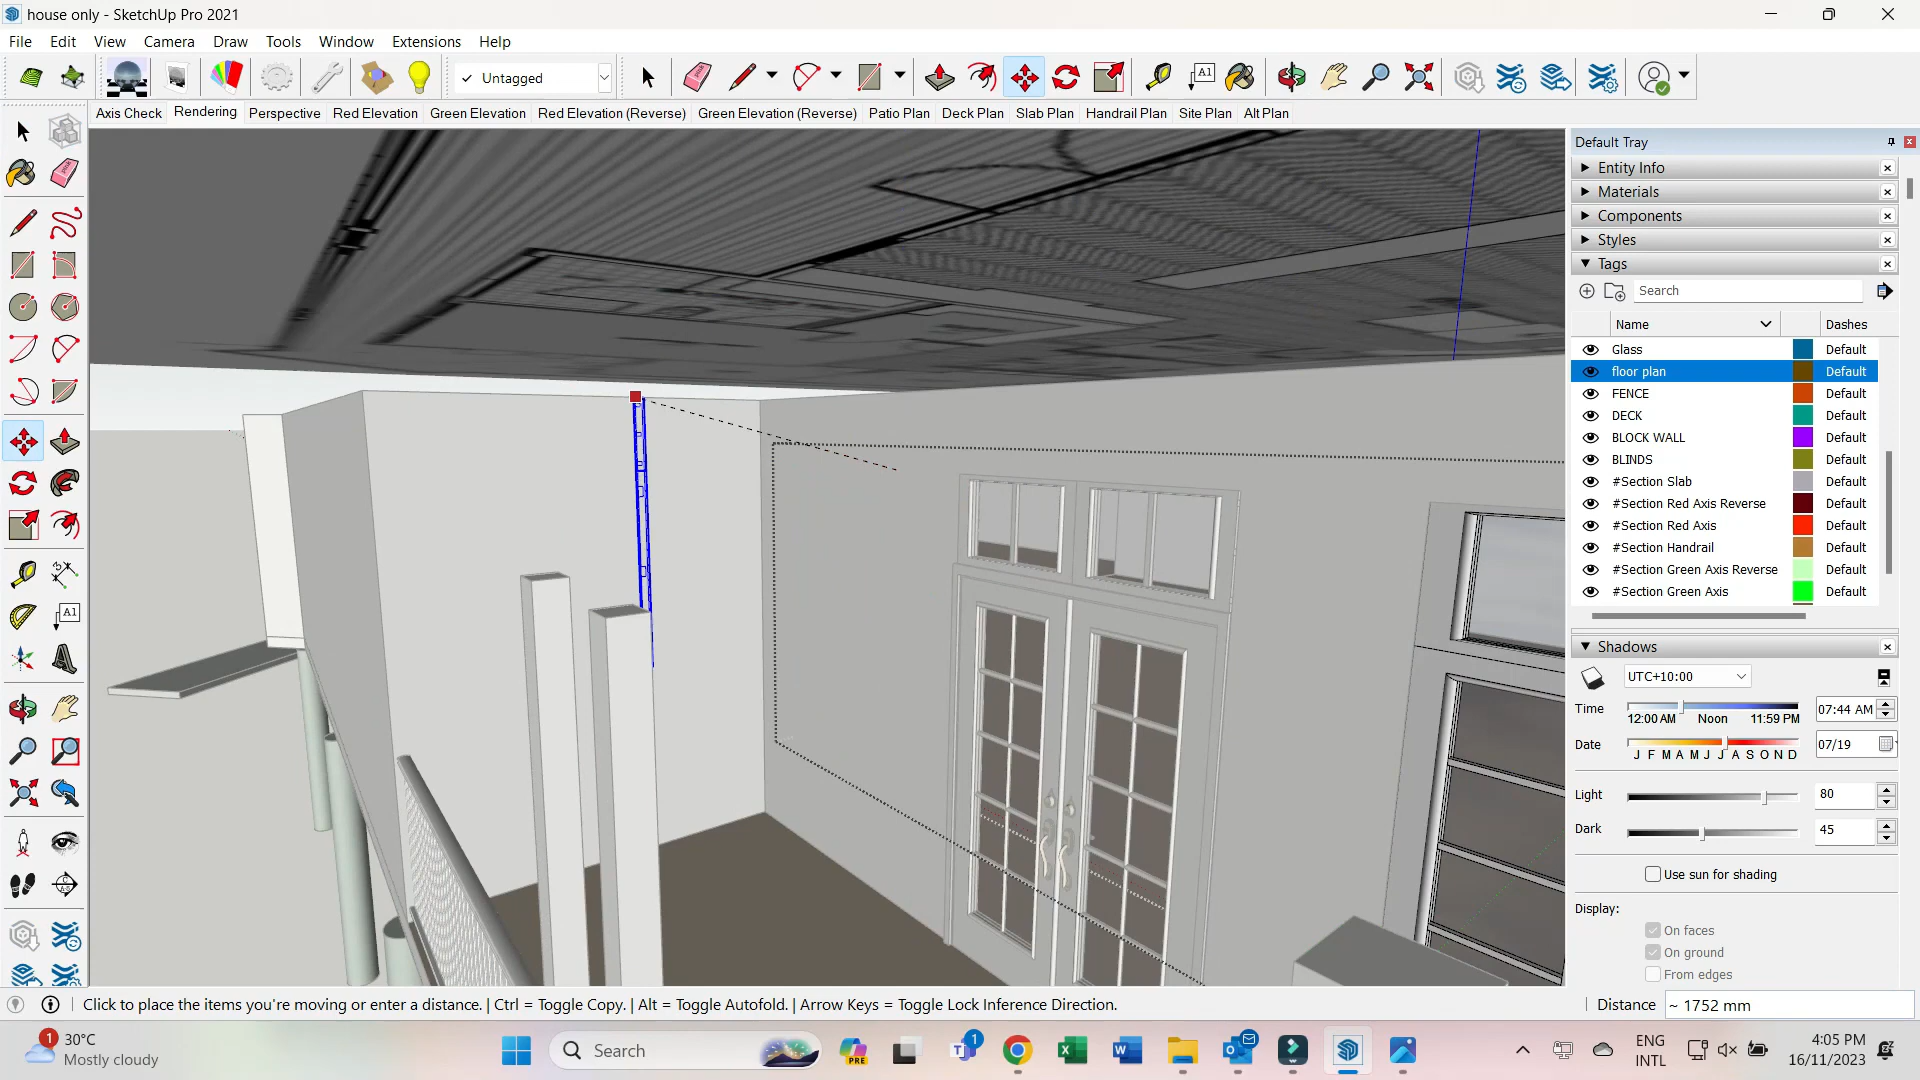 house only - SketchUp Pro 2021
File Edit View Camera Draw Tools Window Extensions Help
Untagged
Axis Check Rendering Perspective Red Elevation Green Elevation Red Elevation (Reverse) Green Elevation (Reverse) Patio Plan Deck Plan Slab Plan Handrail Plan Site Plan Alt Plan
Default Tray
Entity Info
Materials
Components
Styles
Tags
Search
Name Dashes
Glass Default
floor plan Default
FENCE Default
DECK Default
BLOCK WALL Default
BLINDS Default
#Section Slab Default
#Section Red Axis Reverse Default
#Section Red Axis Default
#Section Handrail Default
#Section Green Axis Reverse Default
#Section Green Axis Default
Shadows
UTC+10:00
Time 07:44 AM
12:00 AM Noon 11:59 PM
Date 07/19
J F M A M J J A S O N D
Light 80
Dark 45
Use sun for shading
Display:
On faces
On ground
From edges
Click to place the items you're moving or enter a distance. | Ctrl = Toggle Copy. | Alt = Toggle Autofold. | Arrow Keys = Toggle Lock Inference Direction.
Distance ~ 1752 mm
1
30°C
Mostly cloudy
Search
PRE
1
ENG
INTL
4:05 PM
16/11/2023